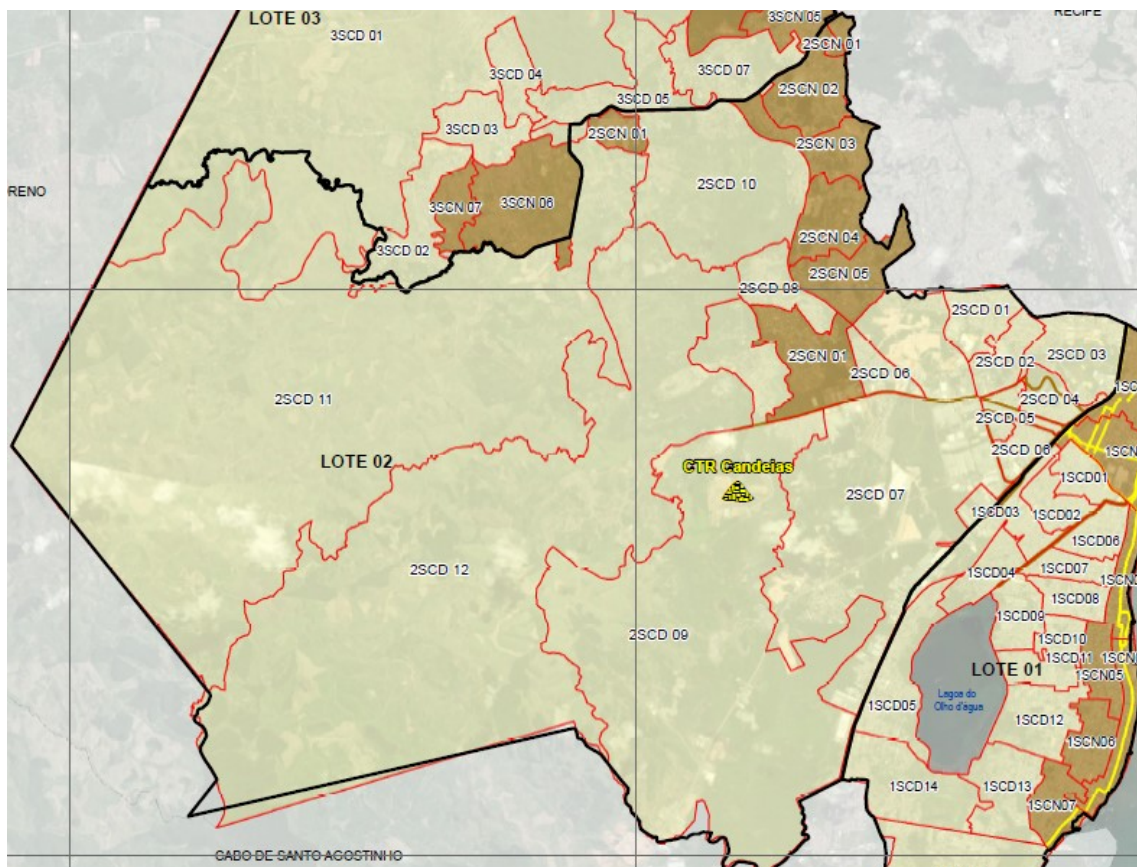 LOTE 03
3SCD 01
3SCN 05
RECIFE
2SCN 01
3SCD 04
3SCD 07
2SCN 02
3SCD 05
3SCD 03
2SCN 01
2SCN 03
RENO
2SCD 10
3SCN 07
3SCN 06
2SCN 04
3SCD 02
2SCN 05
2SCD 08
2SCD 01
2SCN 01
2SCD 02
2SCD 03
2SCD 06
2SCD 11
2SCD 04
2SCD 05
2SCD 06
LOTE 02
CTR Candeias
1SCD01
2SCD 07
1SCD03
1SCD02
1SCD06
2SCD 12
1SCD04
1SCD07
1SCD08
1SCD09
2SCD 09
1SCD10
1SCD11
LOTE 01
1SCN05
Lagoa do
Olho d'água
1SCD05
1SCD12
1SCN06
1SCD14
1SCD13
1SCN07
CABO DE SANTO AGOSTINHO